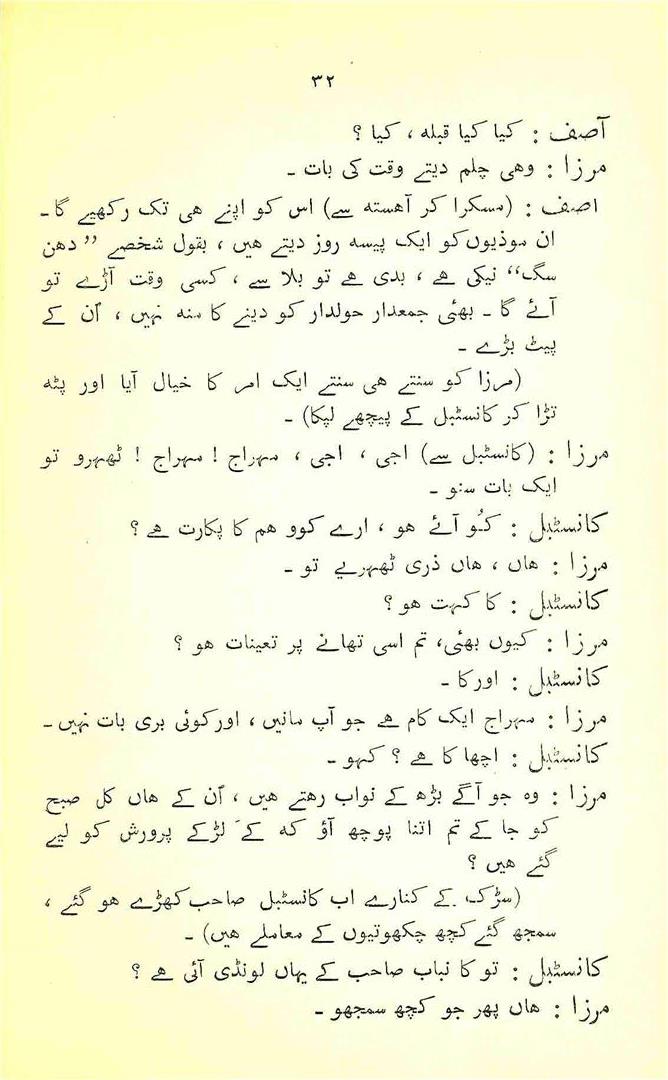 ۳۲
آصف : کیا کیا قبلہ ، کیا ؟
مرزا : وھی چلم دیتے وقت کی بات ۔
اصف : (مسکرا کر آھستہ سے) اس کو اپنے ھی تک رکھیے گا۔
ان موذیوں کو ایک پیسہ روز دیتے ھیں ، بقول شخصے ”دھن
سگ“ نیکی ھے ، بدی ھے تو بلا سے ، کسی وقت آڑے تو
آئے گا ۔ بھئی جمعدار حولدار کو دینے کا منہ نہیں ، اُن کے
پیٹ بڑے ۔
(مرزا کو سنتے ھی سنتے ایک امر کا خیال آیا اور پٹہ
تڑا کر کانسٹبل کے پیچھے لپکا) ۔
مرزا : (کانسٹبل سے) اجی ، اجی ، مہراج ! مہراج ! ٹھہرو تو
ایک بات سنو ۔
کانسٹبل : کُو آئے ھو ، ارے کوو ھم کا پکارت ھے ؟
مرزا : ھاں ، ھاں ذری ٹھہریے تو ۔
کانسٹبل : کا کہت ھو ؟
مرزا : کیوں بھئی، تم اسی تھانے پر تعینات ھو ؟
کانسٹبل : اور کا ۔
مرزا : مہراج ایک کام ھے جو آپ مانیں ، اور کوئی بری بات نہیں ۔
کانسٹبل : اچھا کا ھے ؟ کہو ۔
مرزا : وہ جو آگے بڑھ کے نواب رھتے ھیں ، اُن کے ھاں کل صبح
کو جا کے تم اتنا پوچھ آؤ کہ کَے لڑکے پرورش کو لیے
گئے ھیں ؟
(سڑک کے کنارے اب کانسٹبل صاحب کھڑے ھو گئے ،
سمجھ گئے کچھ چکھوتیوں کے معاملے ھیں) ۔
کانسٹبل : تو کا نباب صاحب کے یہاں لونڈی آئی ھے ؟
مرزا : ھاں پھر جو کچھ سمجھو ۔